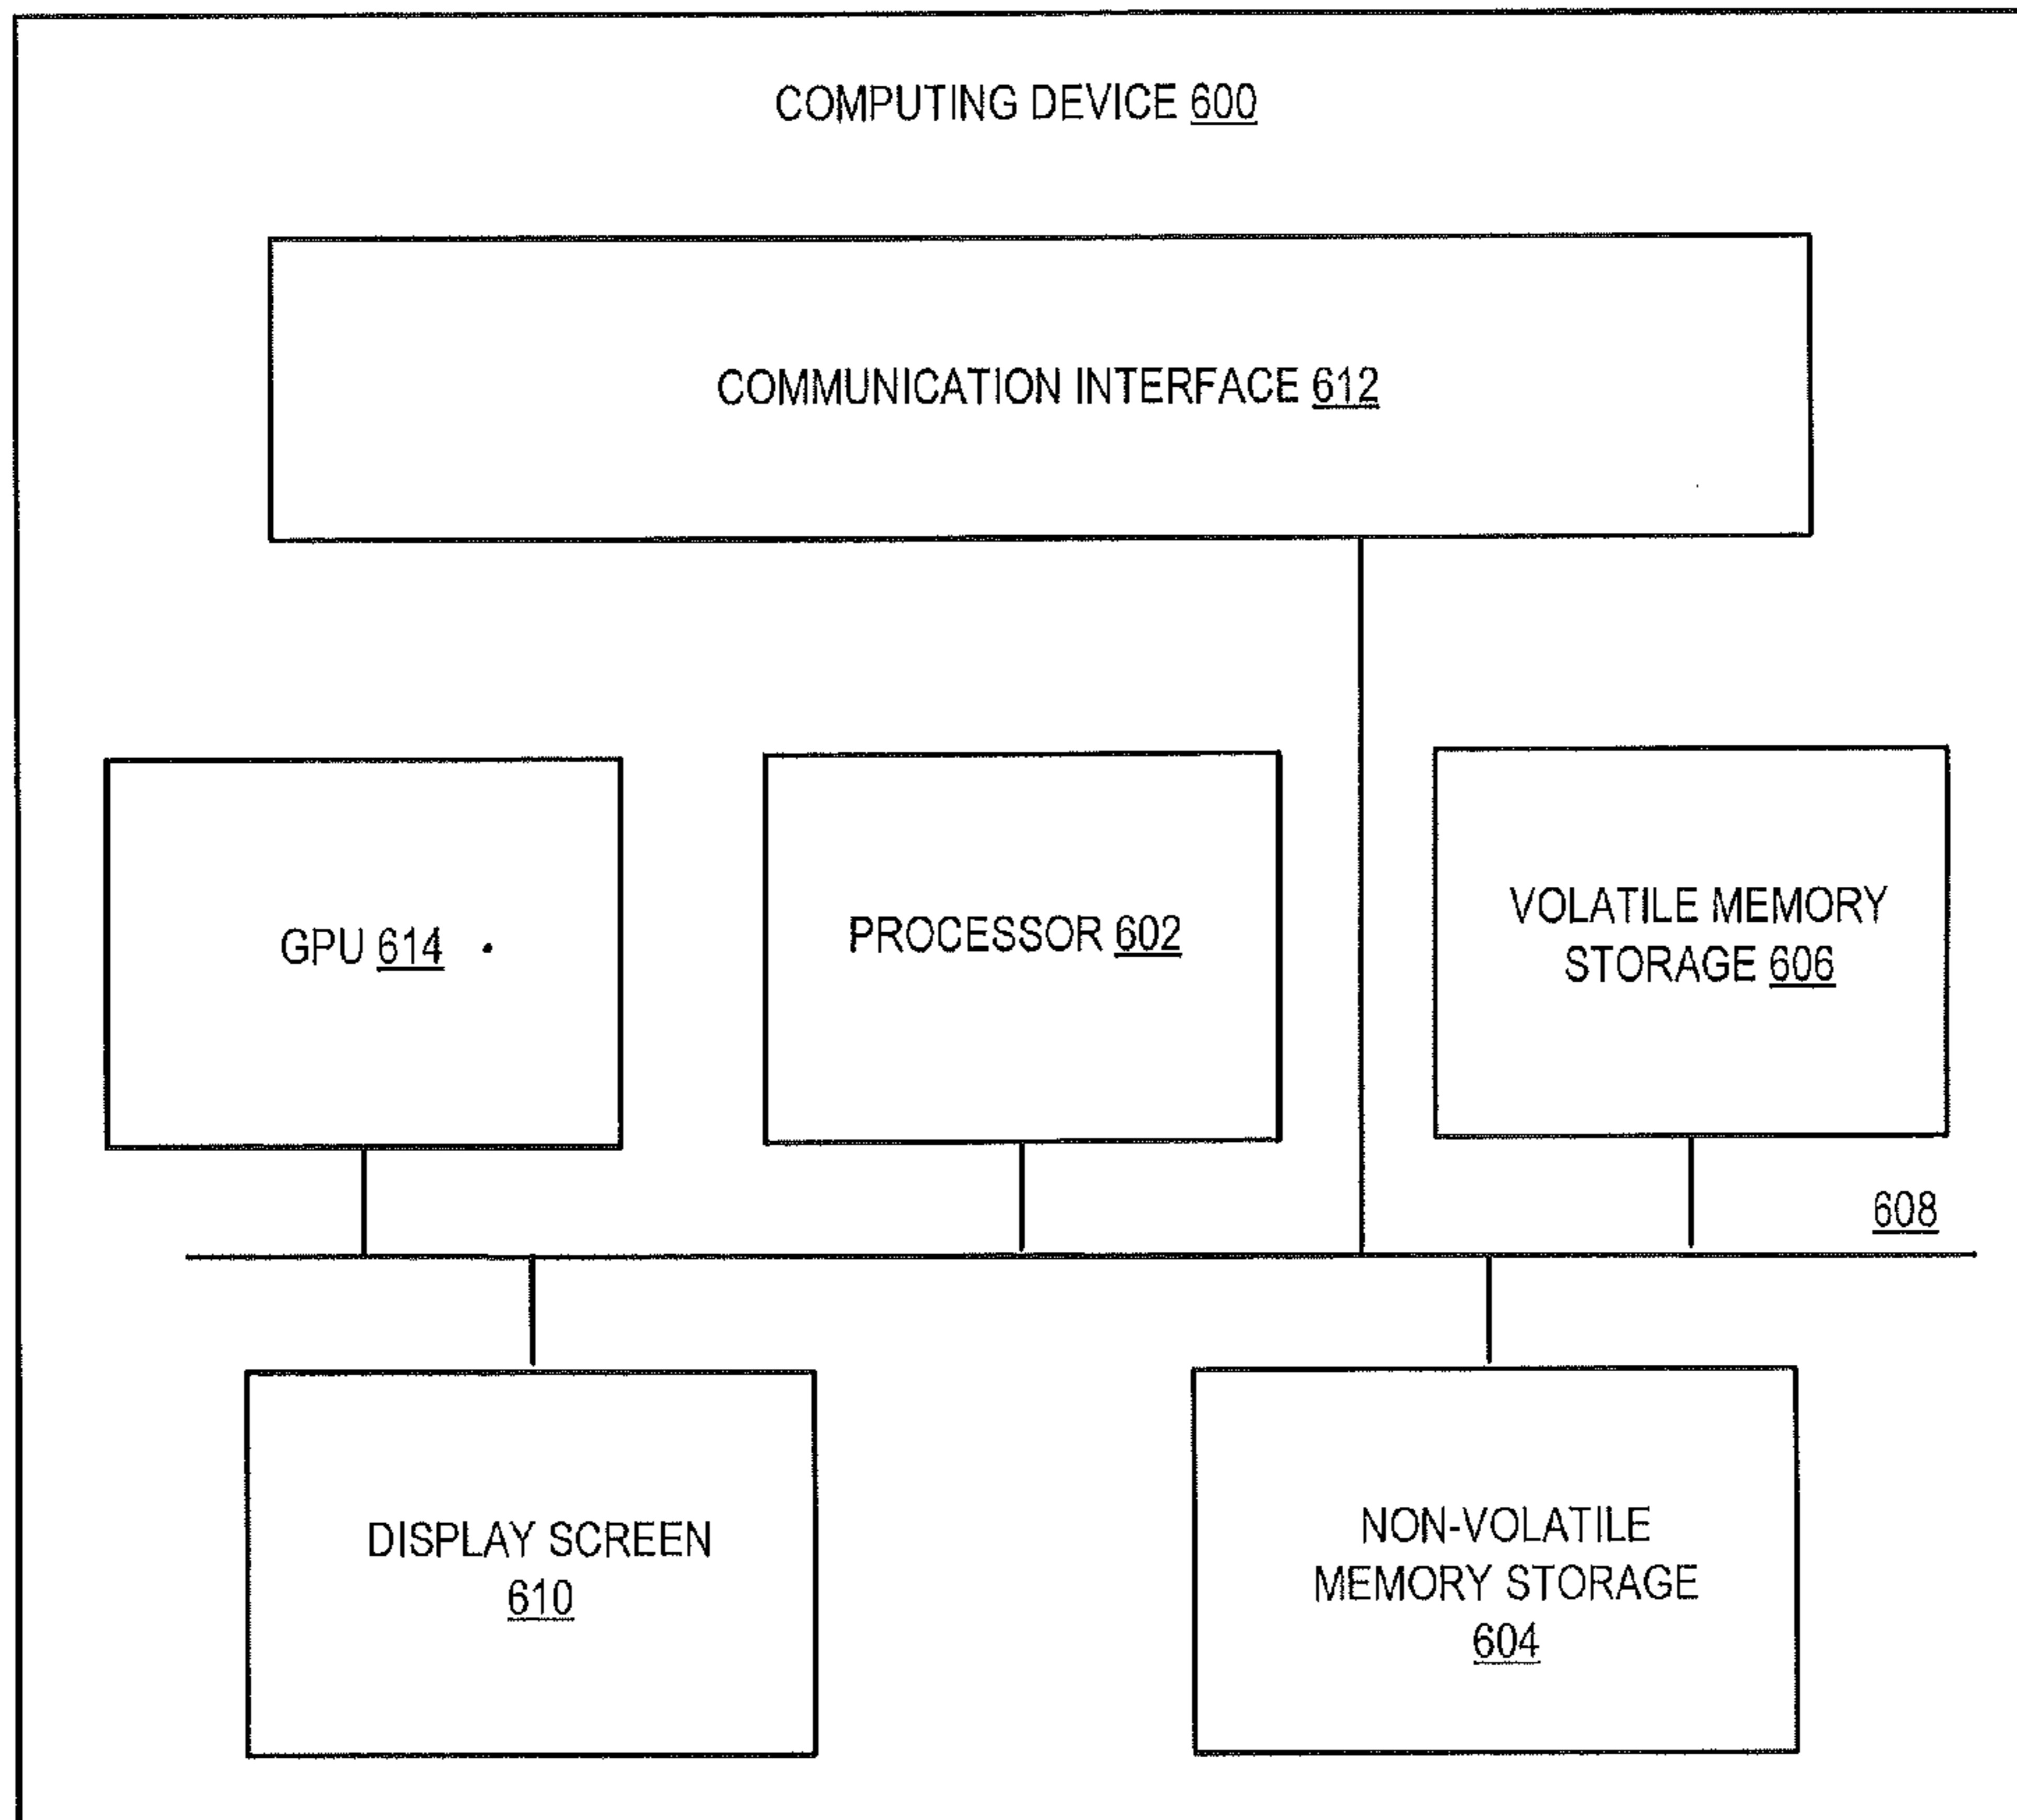 COMPUTING DEVICE 600
COMMUNICATION INTERFACE 612
GPU 614
PROCESSOR 602
VOLATILE MEMORY
STORAGE 606
608
DISPLAY SCREEN
610
NON-VOLATILE
MEMORY STORAGE
604